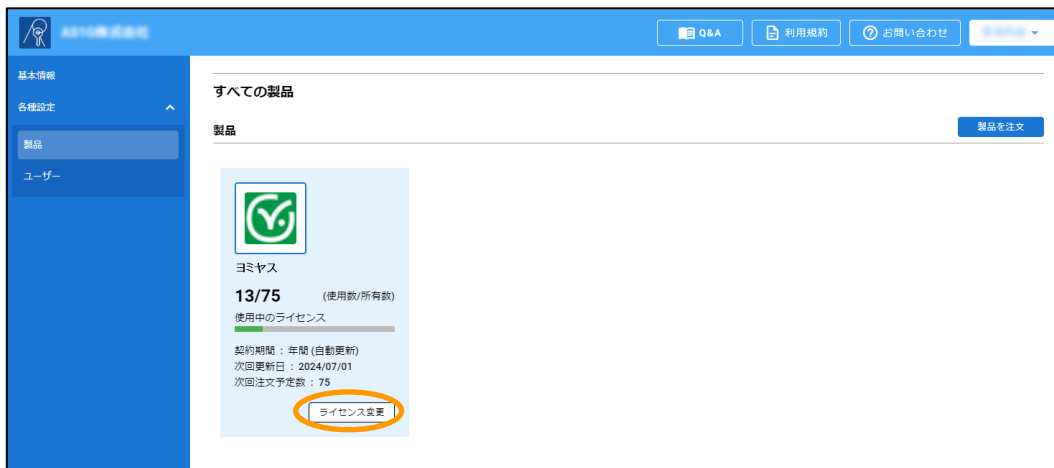 Q&A
利用規約
お問い合わせ
基本情報
各種設定
製品
ユーザー
すべての製品
製品
製品を注文
ヨミヤス
13/75 (使用数/所有数)
使用中のライセンス
契約期間 : 年間 (自動更新)
次回更新日 : 2024/07/01
次回注文予定数 : 75
ライセンス変更